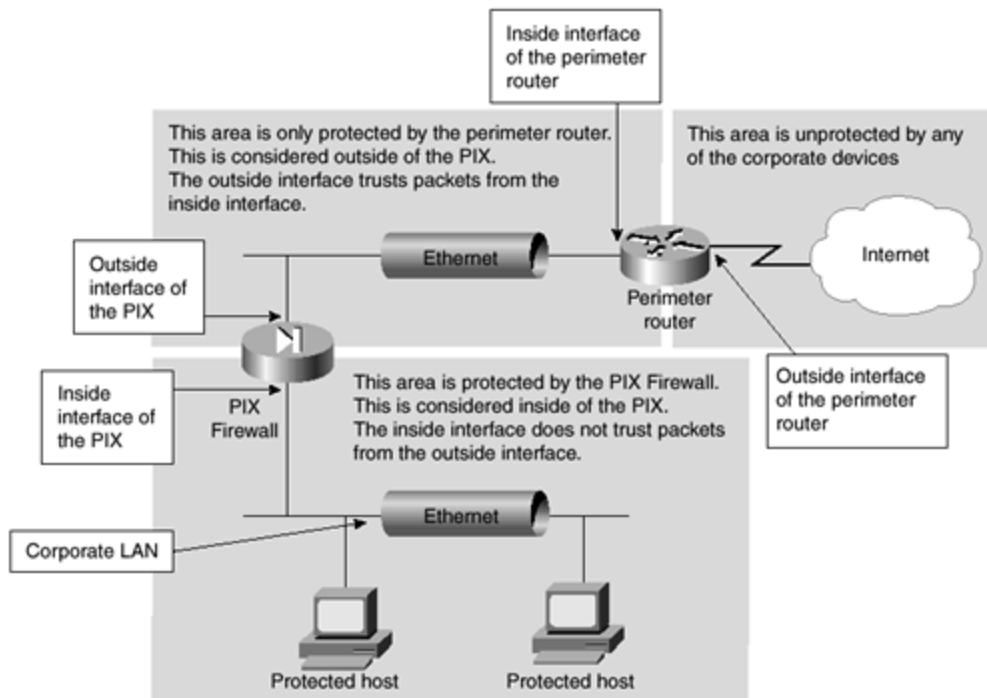 Inside interface
of the perimeter
router
This area is only protected by the perimeter router.
This is considered outside of the PIX.
The outside interface trusts packets from the
inside interface.
This area is unprotected by any
of the corporate devices
Ethernet
Internet
Perimeter
router
Outside
interface of
the PIX
Inside
interface of
the PIX
PIX
Firewall
This area is protected by the PIX Firewall.
This is considered inside of the PIX.
The inside interface does not trust packets
from the outside interface.
Outside interface
of the perimeter
router
Ethernet
Corporate LAN
Protected host
Protected host